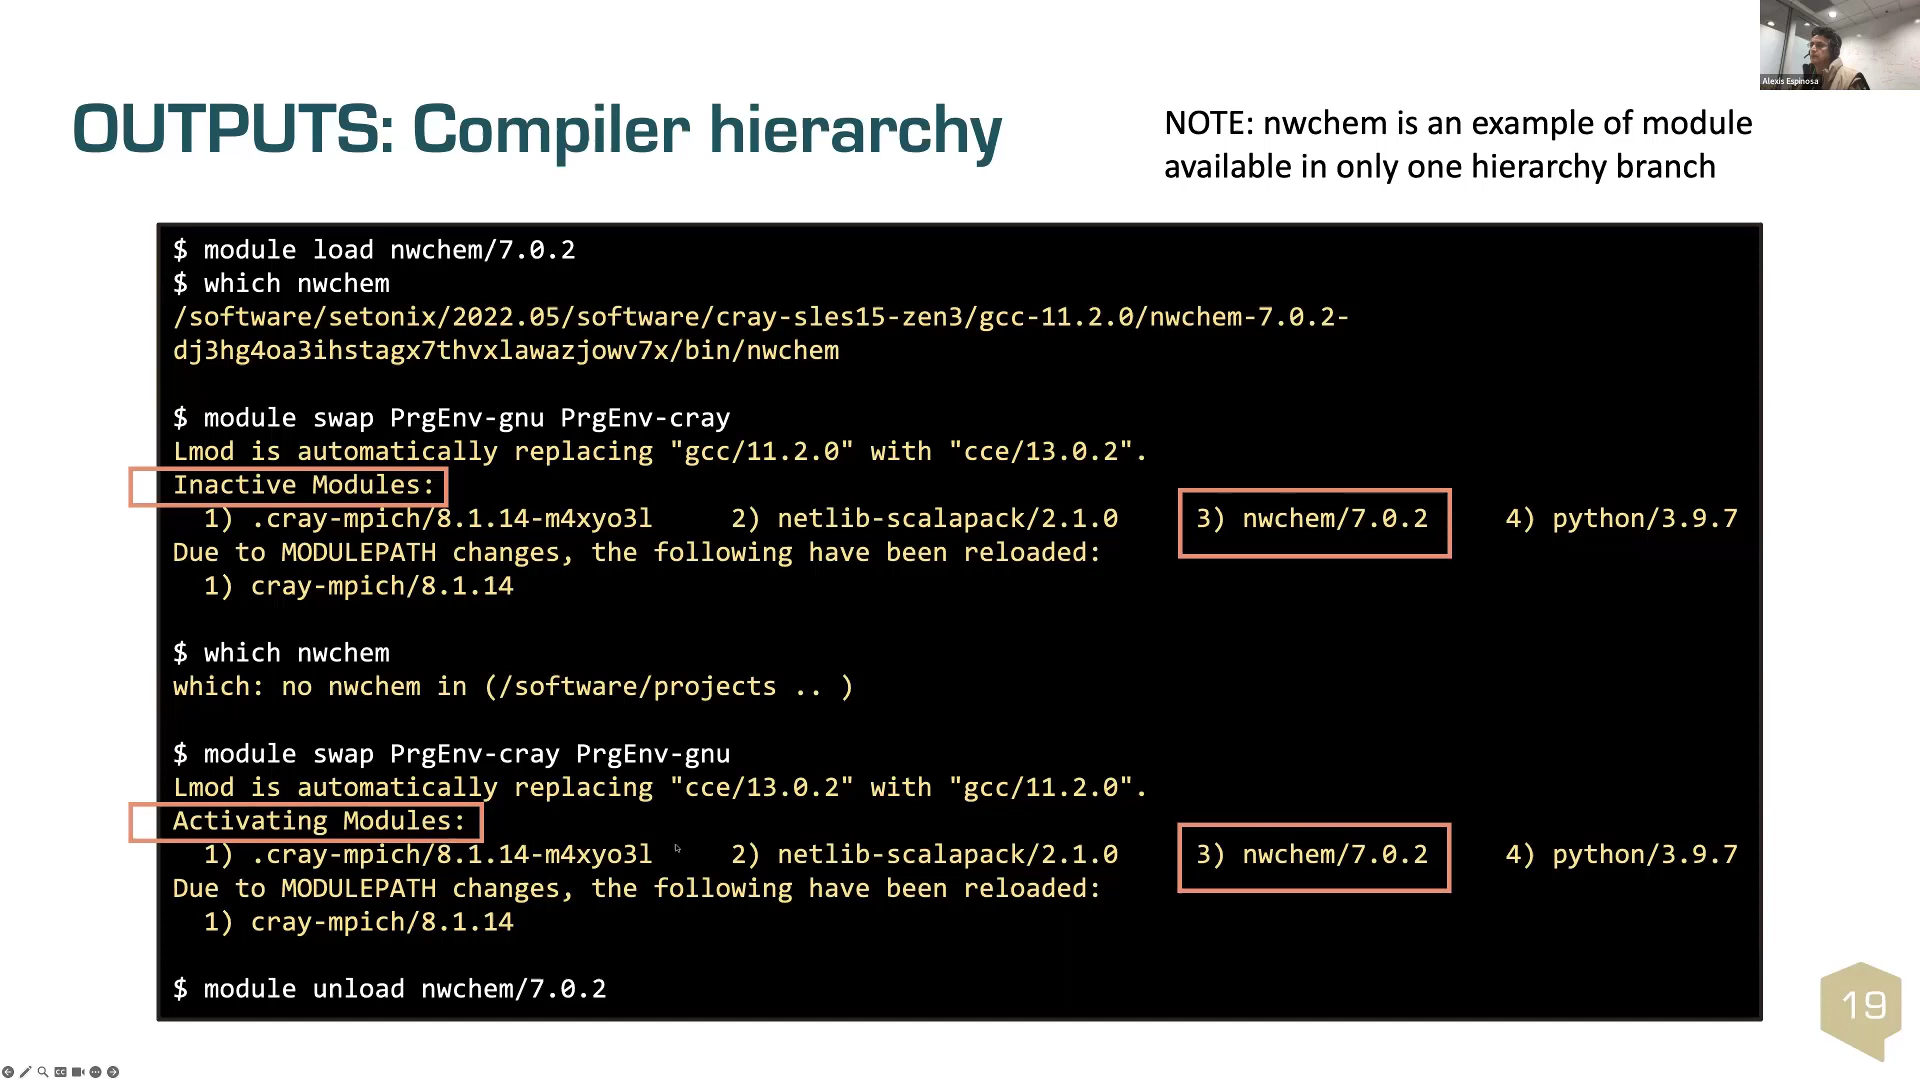 Alexis Espinosa
OUTPUTS: Compiler hierarchy
NOTE: nwchem is an example of module
available in only one hierarchy branch
$ module load nwchem/7.0.2
$ which nwchem
/software/setonix/2022.05/software/cray-sles15-zen3/gcc-11.2.0/nwchem-7.0.2-
dj3hg4oa3ihstagx7thvxlawazjowv7x/bin/nwchem
$ module swap PrgEnv-gnu PrgEnv-cray
Lmod is automatically replacing "gcc/11.2.0" with "cce/13.0.2".
Inactive Modules:
1) .cray-mpich/8.1.14-m4xyo3l 2) netlib-scalapack/2.1.0 3) nwchem/7.0.2 4) python/3.9.7
Due to MODULEPATH changes, the following have been reloaded:
1) cray-mpich/8.1.14
$ which nwchem
which: no nwchem in (/software/projects .. )
$ module swap PrgEnv-cray PrgEnv-gnu
Lmod is automatically replacing "cce/13.0.2" with "gcc/11.2.0".
Activating Modules:
1) .cray-mpich/8.1.14-m4xyo3l 2) netlib-scalapack/2.1.0 3) nwchem/7.0.2 4) python/3.9.7
Due to MODULEPATH changes, the following have been reloaded:
1) cray-mpich/8.1.14
$ module unload nwchem/7.0.2
19